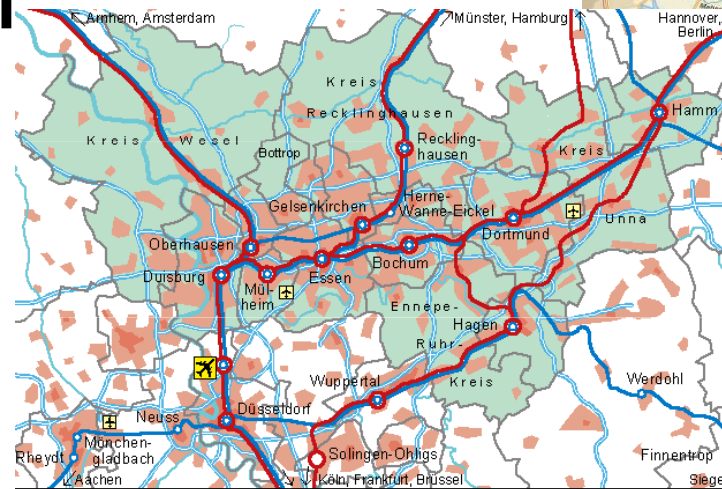 Arnhem, Amsterdam
Münster, Hamburg
Hannover,
Berlin
Kreis
Recklinghausen
Hamm
Kreis Wesel
Bottrop
Reckling-
hausen
Kreis
Unna
Herne-
Wanne-Eickel
Gelsenkirchen
Dortmund
Oberhausen
Bochum
Duisburg
Essen
Mül-
heim
Ennepe-
Ruhr-
Kreis
Hagen
Wuppertal
Werdohl
Düsseldorf
Neuss
Mönchen-
gladbach
Rheydt
Solingen-Ohligs
Finnentrop
Aachen
Köln, Frankfurt, Brüssel
Siege